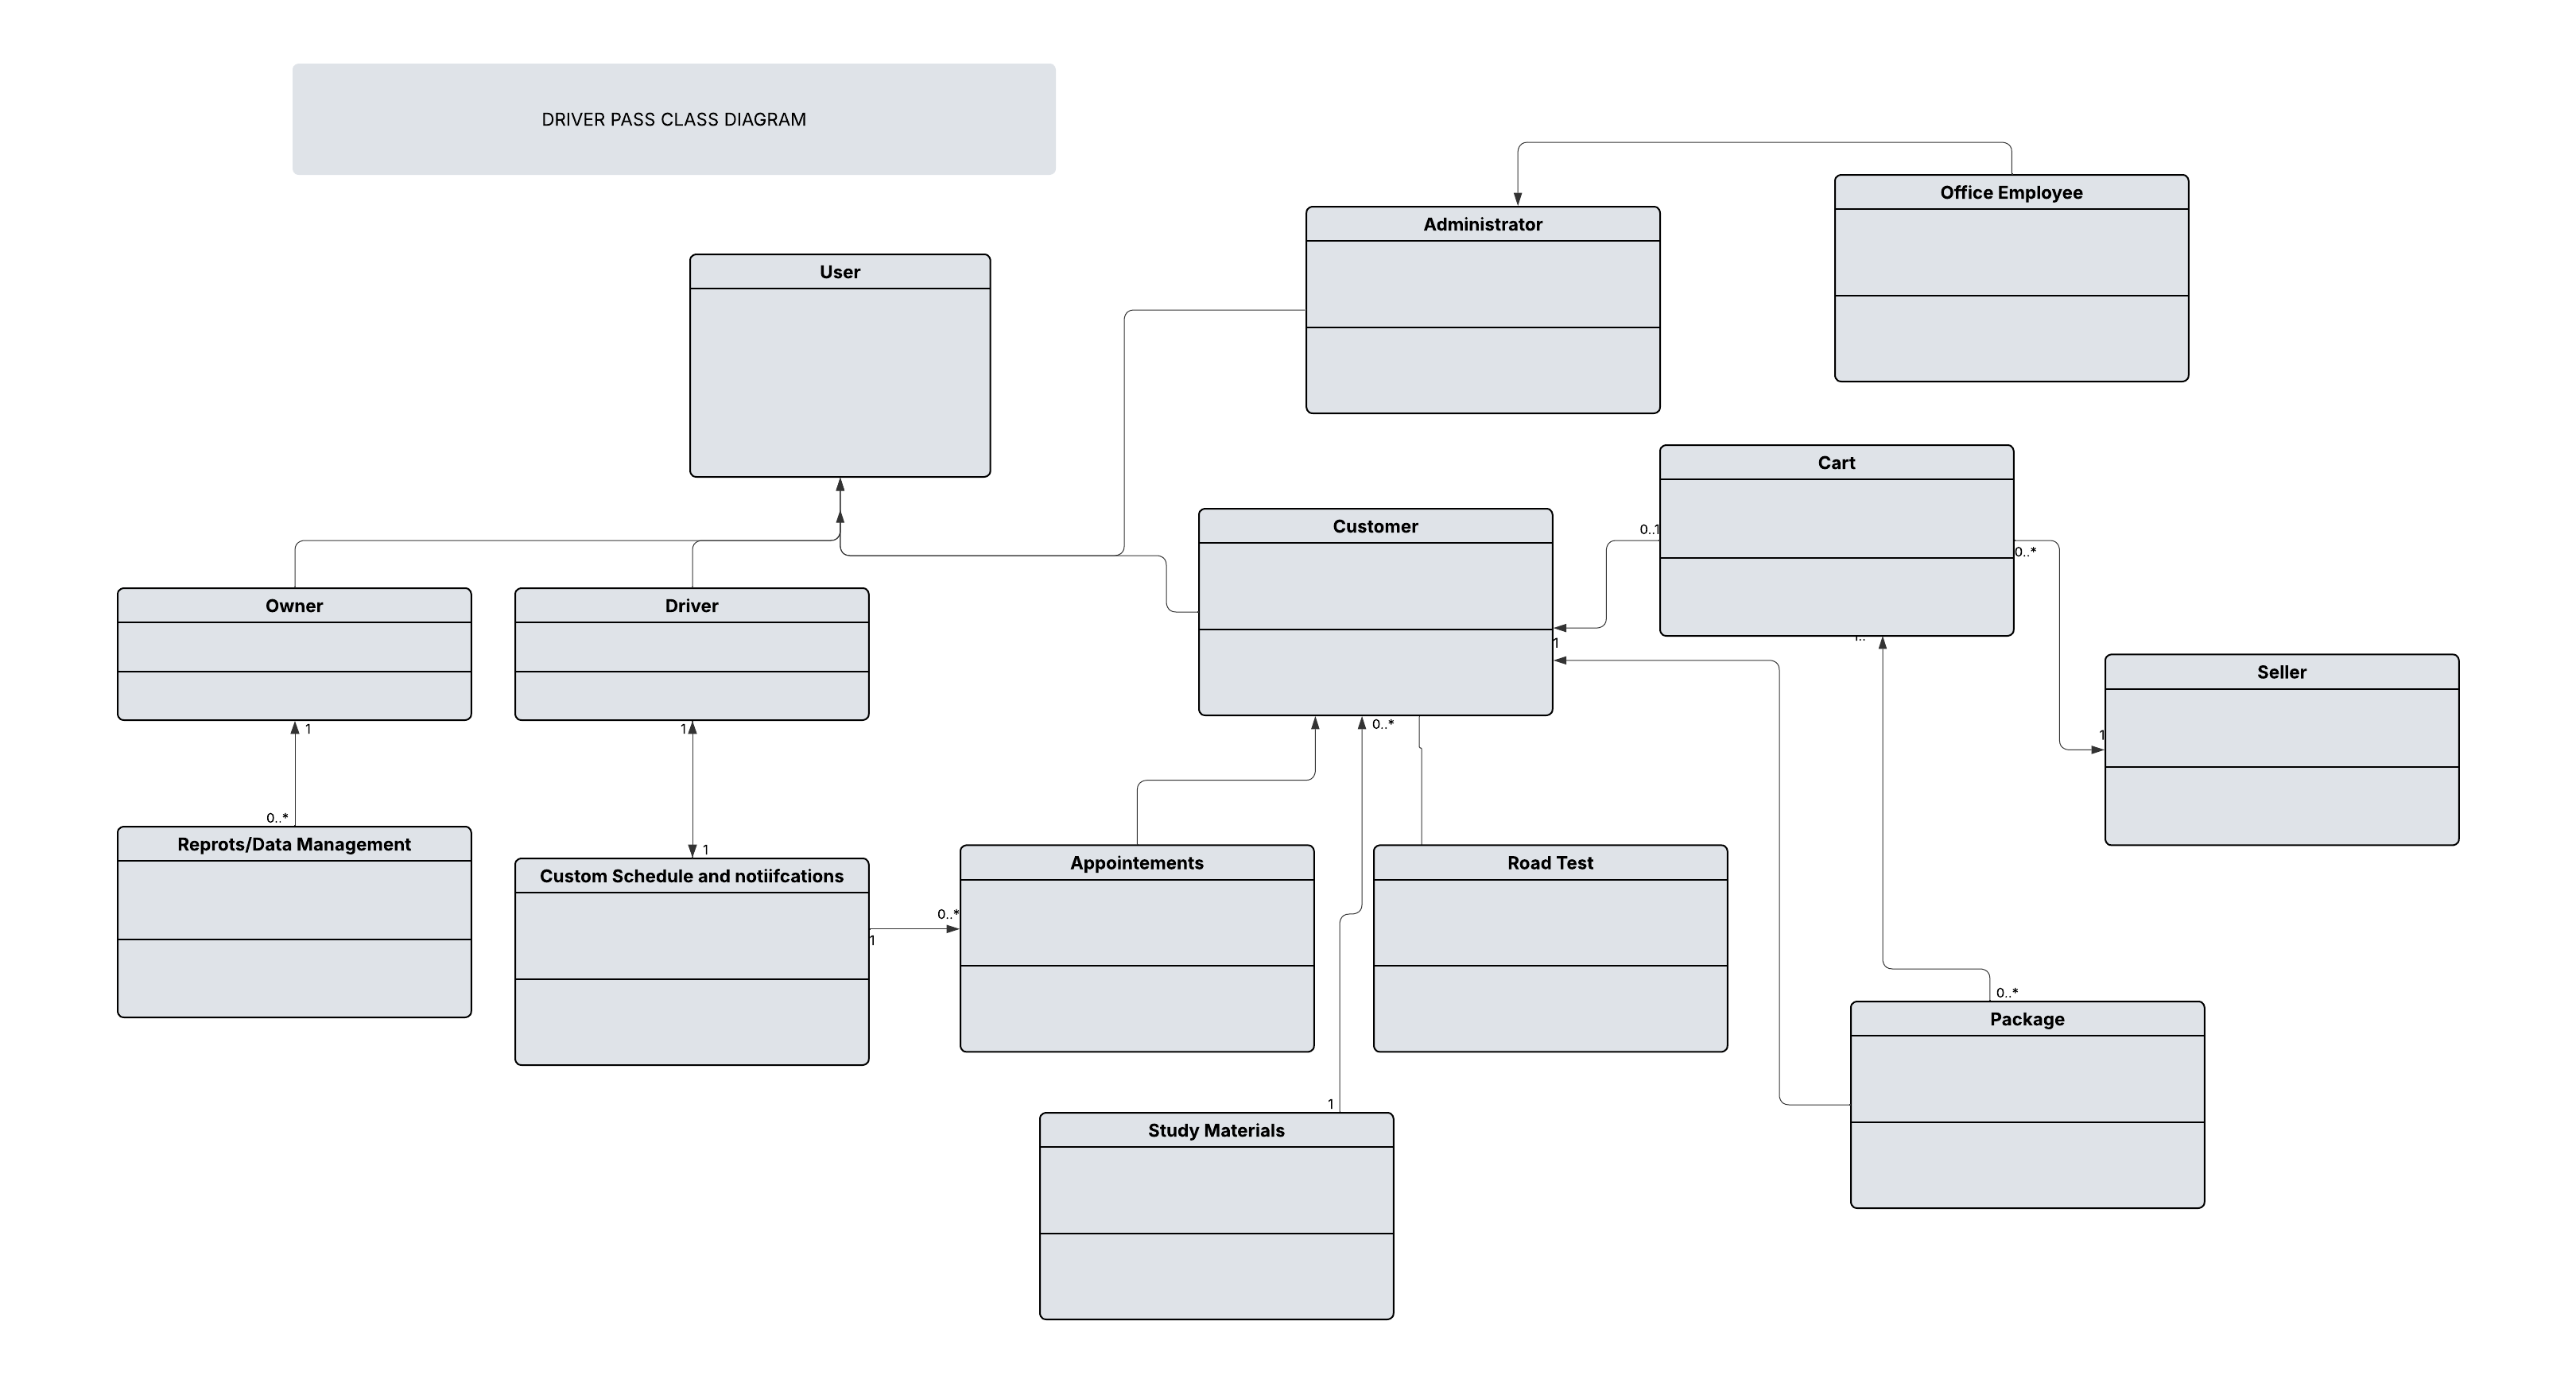 DRIVER PASS CLASS DIAGRAM
Office Employee
Administrator
User
Cart
Customer
0..1
0..*
1
1..
Owner
Driver
Seller
1
1
1
0..*
0..*
1
Reprots/Data Management
Custom Schedule and notiifcations
Appointements
Road Test
0..*
1
0..*
Package
1
Study Materials